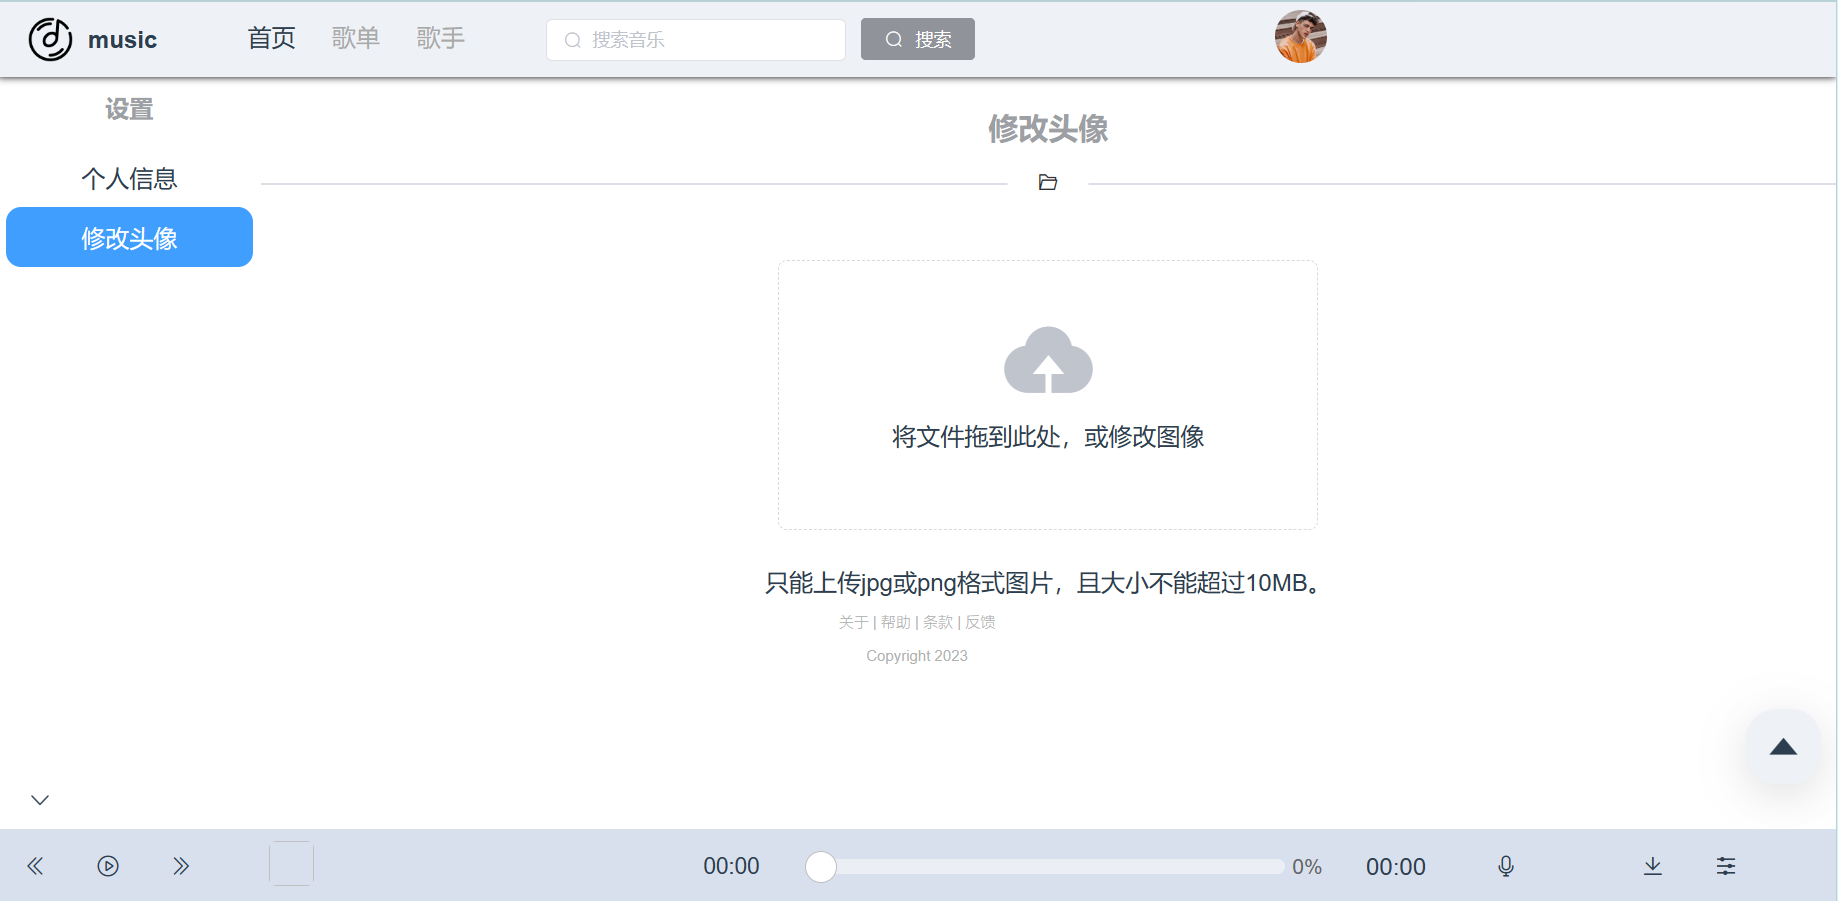 music 首页 歌单 歌手 搜索音乐 搜索
设置
修改头像
个人信息
修改头像
将文件拖到此处，或修改图像
只能上传jpg或png格式图片，且大小不能超过10MB。
关于 | 帮助 | 条款 | 反馈
Copyright 2023
00:00 0% 00:00